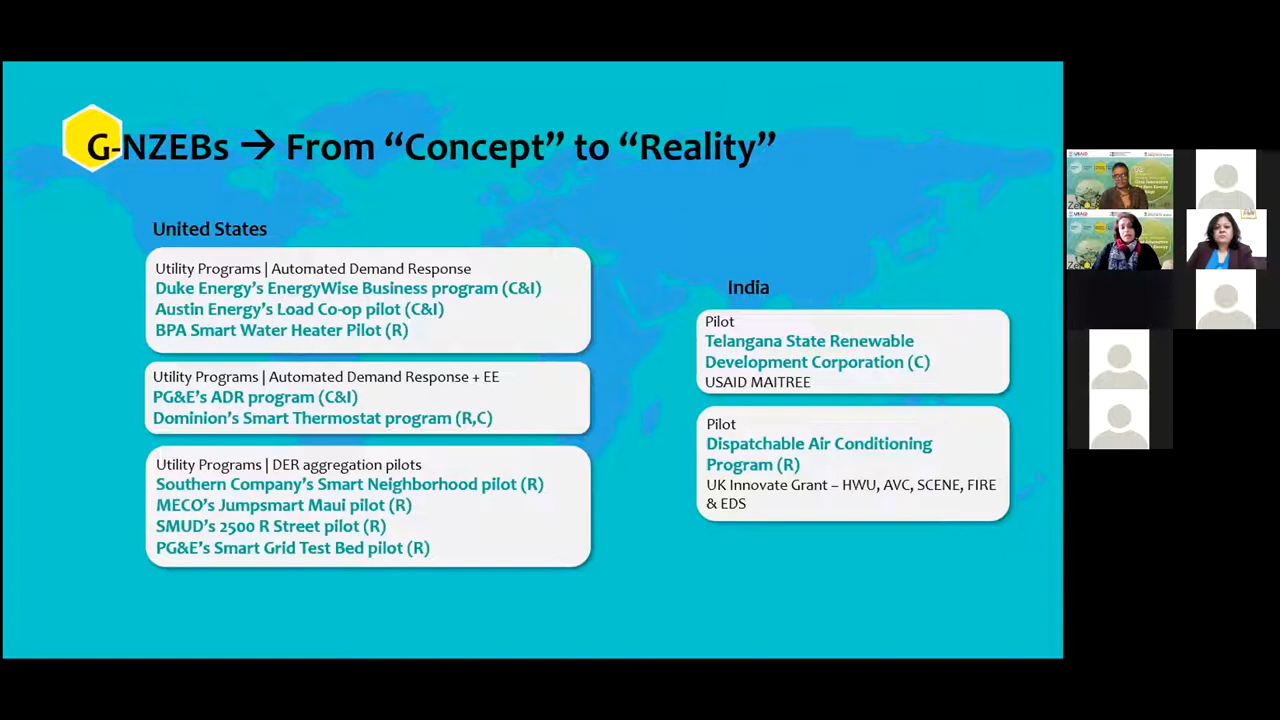 G-NZEBs → From “Concept” to “Reality”
United States
Utility Programs | Automated Demand Response
Duke Energy’s EnergyWise Business program (C&I)
Austin Energy’s Load Co-op pilot (C&I)
BPA Smart Water Heater Pilot (R)
Utility Programs | Automated Demand Response + EE
PG&E’s ADR program (C&I)
Dominion’s Smart Thermostat program (R,C)
Utility Programs | DER aggregation pilots
Southern Company’s Smart Neighborhood pilot (R)
MECO’s Jumpsmart Maui pilot (R)
SMUD’s 2500 R Street pilot (R)
PG&E’s Smart Grid Test Bed pilot (R)
India
Pilot
Telangana State Renewable
Development Corporation (C)
USAID MAITREE
Pilot
Dispatchable Air Conditioning
Program (R)
UK Innovate Grant – HWU, AVC, SCENE, FIRE
& EDS
USAID
USAID